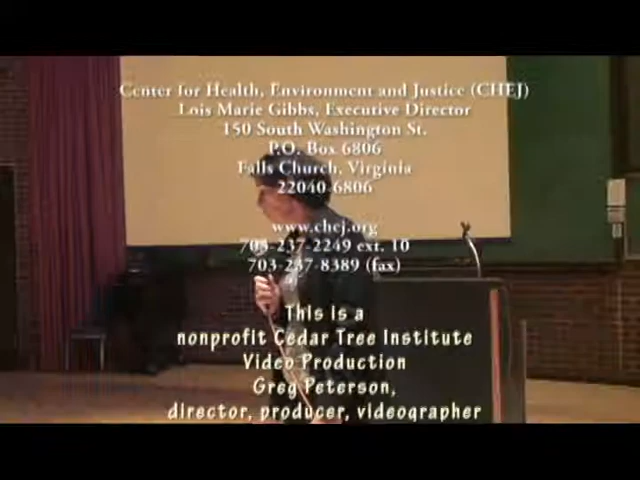 Center for Health, Environment and Justice (CHEJ)
Lois Marie Gibbs, Executive Director
150 South Washington St.
P.O. Box 6806
Falls Church, Virginia
22040-6806
www.chej.org
703-237-2249 ext. 10
703-237-8389 (fax)
This is a
nonprofit Cedar Tree Institute
Video Production
Greg Peterson,
director, producer, videographer